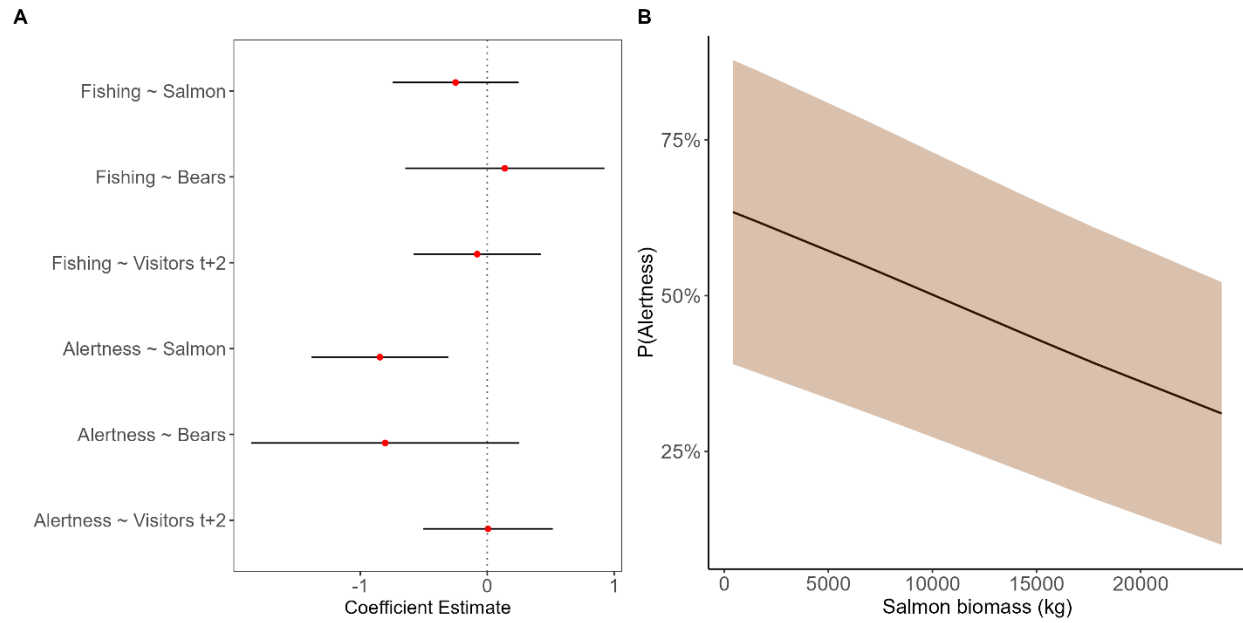 A
Fishing ~ Salmon
Fishing ~ Bears
Fishing ~ Visitors t+2
Alertness ~ Salmon
Alertness ~ Bears
Alertness ~ Visitors t+2
-1 0 1
Coefficient Estimate
B
P(Alertness)
75%
50%
25%
0 5000 10000 15000 20000
Salmon biomass (kg)